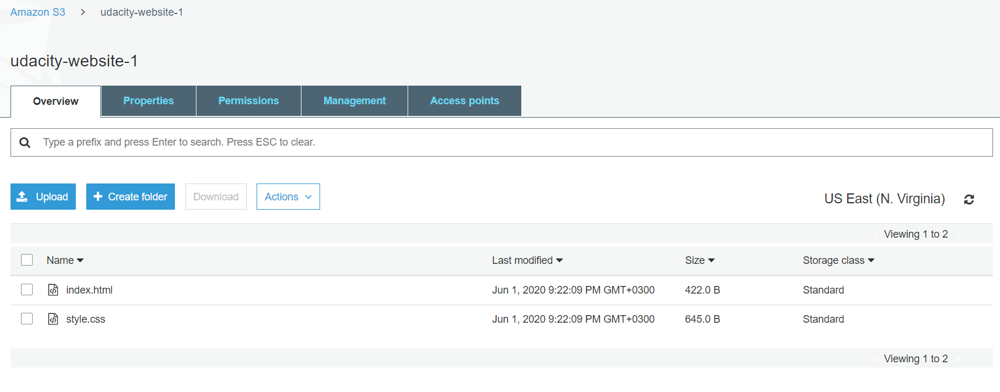 Amazon S3 > udacity-website-1
udacity-website-1
Overview Properties Permissions Management Access points
Type a prefix and press Enter to search. Press ESC to clear.
Upload Create folder Download Actions US East (N. Virginia)
Viewing 1 to 2
Name Last modified Size Storage class
index.html Jun 1, 2020 9:22:09 PM GMT+0300 422.0 B Standard
style.css Jun 1, 2020 9:22:09 PM GMT+0300 645.0 B Standard
Viewing 1 to 2